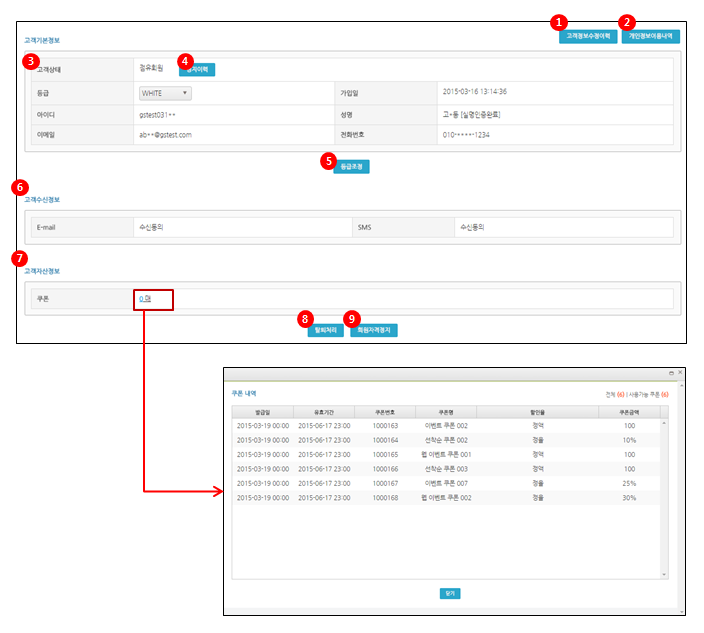 1 2
고객기본정보 고객정보수정이력 개인정보이용내역
3 고객상태 정유회원 4 정지이력
등급 WHITE 가입일 2015-03-16 13:14:36
아이디 gstest031** 성명 고*동 [실명인증완료]
이메일 ab**@gstest.com 전화번호 010-****-1234
5 등급조정
6
고객수신정보
E-mail 수신동의 SMS 수신동의
7
고객자산정보
쿠폰 0 매
8 탈퇴처리 9 회원자격정지
쿠폰 내역 전체 (6) | 사용가능 쿠폰 (6)
발급일 유효기간 쿠폰번호 쿠폰명 할인율 쿠폰금액
2015-03-19 00:00 2015-06-17 23:00 1000163 이벤트 쿠폰 002 정액 100
2015-03-19 00:00 2015-06-17 23:00 1000164 선착순 쿠폰 002 정율 10%
2015-03-19 00:00 2015-06-17 23:00 1000165 웹 이벤트 쿠폰 001 정액 100
2015-03-19 00:00 2015-06-17 23:00 1000166 선착순 쿠폰 003 정액 100
2015-03-19 00:00 2015-06-17 23:00 1000167 이벤트 쿠폰 007 정율 25%
2015-03-19 00:00 2015-06-17 23:00 1000168 웹 이벤트 쿠폰 002 정율 30%
닫기